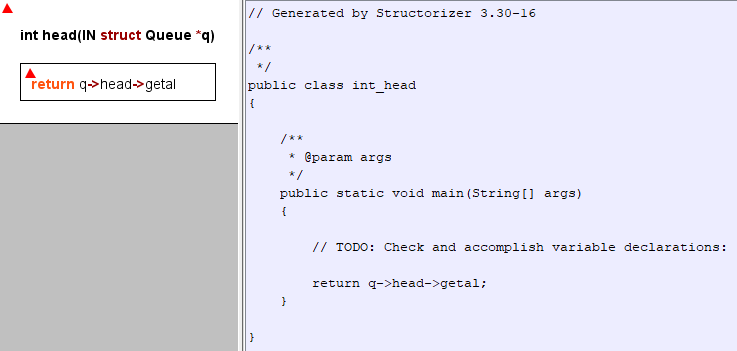 int head(IN struct Queue *q)
return q->head->getal
// Generated by Structorizer 3.30-16
/**
*/
public class int_head
{
/**
* @param args
*/
public static void main(String[] args)
{
// TODO: Check and accomplish variable declarations:
return q->head->getal;
}
}